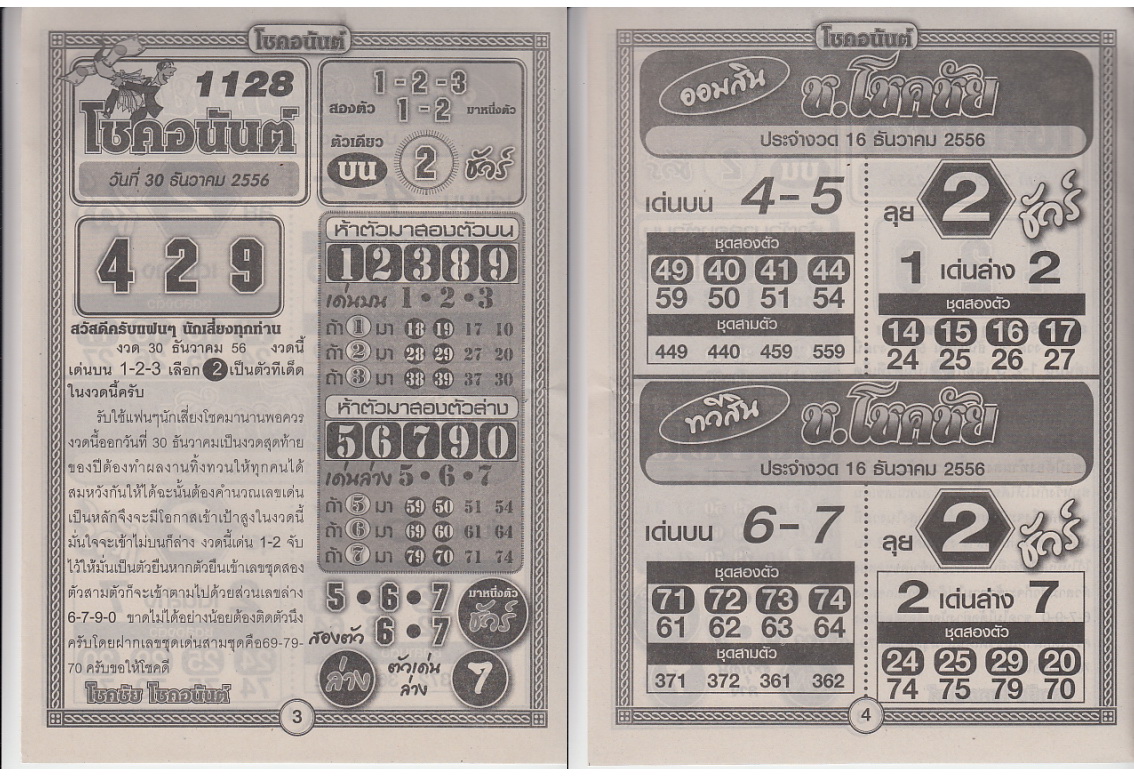 โชคอนันต์
1128
โชคอนันต์
วันที่ 30 ธันวาคม 2556
1 - 2 - 3
สองตัว 1 - 2 มาหนึ่งตัว
ตัวเดียว
บน 2 ชัวร์
4 2 9
สวัสดีครับแฟนๆ นักเสี่ยงทุกท่าน
งวด 30 ธันวาคม 56 งวดนี้
เด่นบน 1-2-3 เลือก 2 เป็นตัวทีเด็ด
ในงวดนี้ครับ
รับใช้แฟนๆนักเสี่ยงโชคมานานพอควร
งวดนี้ออกวันที่ 30 ธันวาคมเป็นงวดสุดท้าย
ของปีต้องทำผลงานทิ้งทวนให้ทุกคนได้
สมหวังกันให้ได้ฉะนั้นต้องคำนวณเลขเด่น
เป็นหลักจึงจะมีโอกาสเข้าเป้าสูงในงวดนี้
มั่นใจจะเข้าไม่บนก็ล่าง งวดนี้เด่น 1-2 จับ
ไว้ให้มั่นเป็นตัวยืนหากตัวยืนเข้าเลขชุดสอง
ตัวสามตัวก็จะเข้าตามไปด้วยส่วนเลขล่าง
6-7-9-0 ขาดไม่ได้อย่างน้อยต้องติดตัวนึง
ครับโดยฝากเลขชุดเด่นสามชุดคือ69-79-
70 ครับขอให้โชคดี
โชกชัย โชคอนันต์
ห้าตัวมาสองตัวบน
1 2 3 8 9
เด่นบน 1 • 2 • 3
ถ้า 1 มา 18 19 17 10
ถ้า 2 มา 28 29 27 20
ถ้า 3 มา 38 39 37 30
ห้าตัวมาสองตัวล่าง
5 6 7 9 0
เด่นล่าง 5 • 6 • 7
ถ้า 5 มา 59 50 51 54
ถ้า 6 มา 69 60 61 64
ถ้า 7 มา 79 70 71 74
5 • 6 • 7 มาหนึ่งตัว
สองตัว 6 • 7 ชัวร์
ล่าง ตัวเด่น
ล่าง 7
3
โชคอนันต์
ออมสิน ช.โชคชัย
ประจำงวด 16 ธันวาคม 2556
เด่นบน 4 - 5
ชุดสองตัว
49 40 41 44
59 50 51 54
ชุดสามตัว
449 440 459 559
ลุย 2 ชัวร์
1 เด่นล่าง 2
ชุดสองตัว
14 15 16 17
24 25 26 27
ทวีสิน ช.โชคชัย
ประจำงวด 16 ธันวาคม 2556
เด่นบน 6 - 7
ชุดสองตัว
71 72 73 74
61 62 63 64
ชุดสามตัว
371 372 361 362
ลุย 2 ชัวร์
2 เด่นล่าง 7
ชุดสองตัว
24 25 29 20
74 75 79 70
4